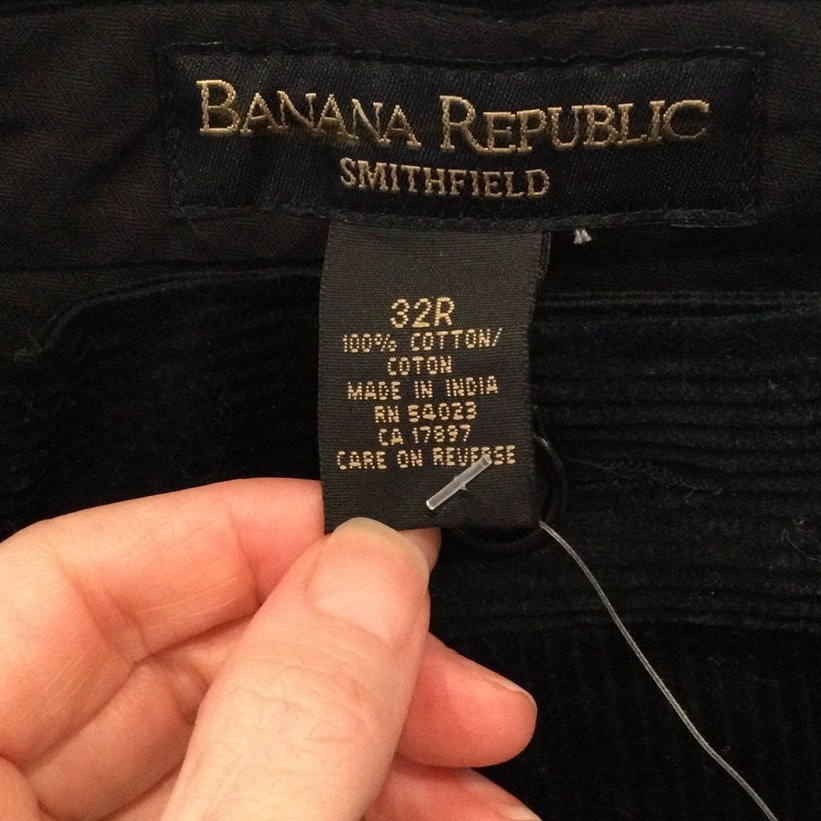 BANANA REPUBLIC
SMITHFIELD
32R
100% COTTON/
COTON
MADE IN INDIA
RN 54023
CA 17897
CARE ON REVERSE